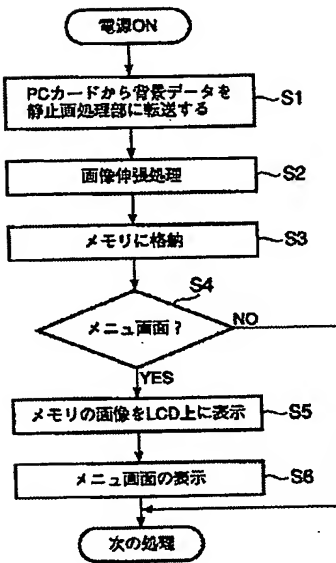 電源ON
PCカードから背景データを
静止画処理部に転送する
S1
画像伸張処理
S2
メモリに格納
S3
S4
メニュ画面?
NO
YES
メモリの画像をLCD上に表示
S5
メニュ画面の表示
S6
次の処理